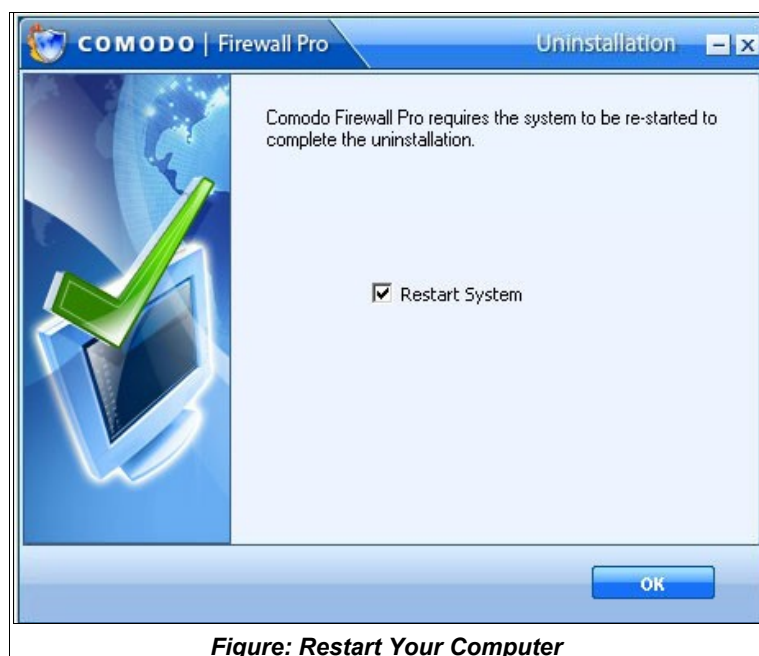 COMODO | Firewall Pro
Uninstallation
Comodo Firewall Pro requires the system to be re-started to
complete the uninstallation.
Restart System
OK
Figure: Restart Your Computer